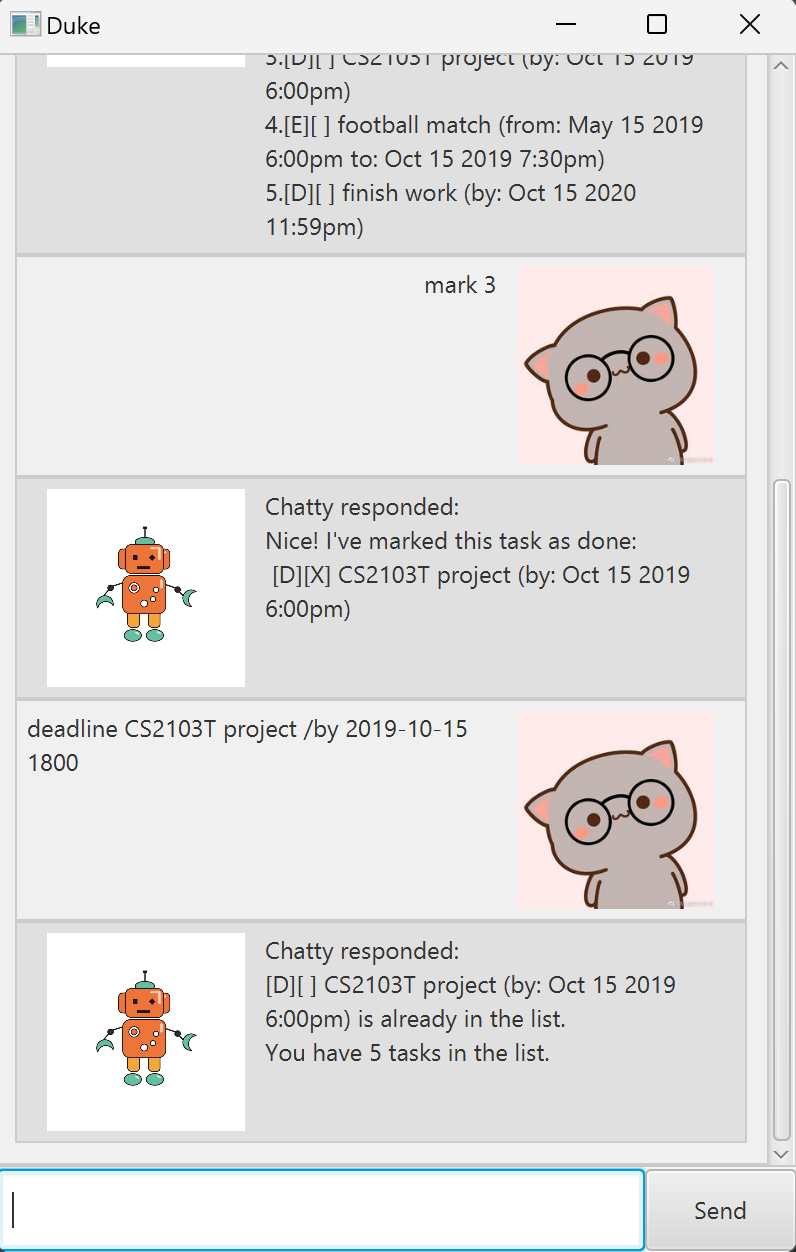 Duke
3.[D][ ] CS2103T project (by: Oct 15 2019
6:00pm)
4.[E][ ] football match (from: May 15 2019
6:00pm to: Oct 15 2019 7:30pm)
5.[D][ ] finish work (by: Oct 15 2020
11:59pm)
mark 3
Chatty responded:
Nice! I've marked this task as done:
[D][X] CS2103T project (by: Oct 15 2019
6:00pm)
deadline CS2103T project /by 2019-10-15
1800
Chatty responded:
[D][ ] CS2103T project (by: Oct 15 2019
6:00pm) is already in the list.
You have 5 tasks in the list.
Send